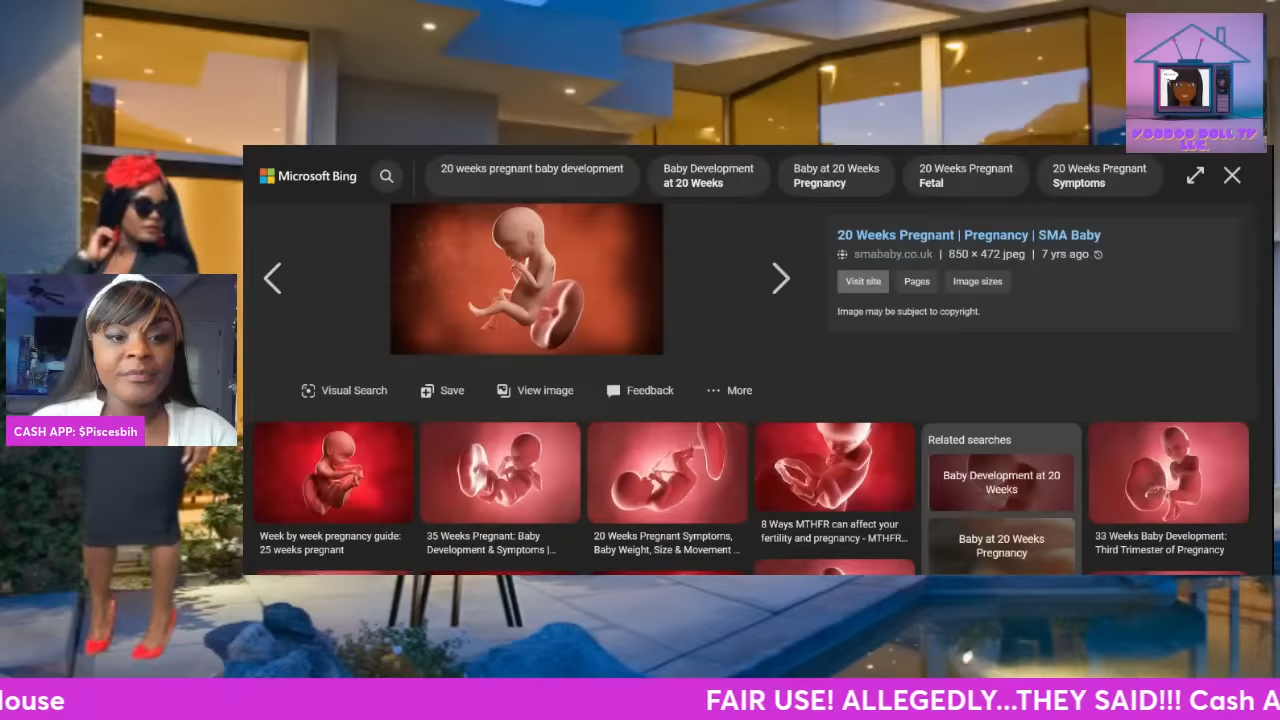 VOODOO DOLL TV
LLC.
Microsoft Bing
20 weeks pregnant baby development
Baby Development
at 20 Weeks
Baby at 20 Weeks
Pregnancy
20 Weeks Pregnant
Fetal
20 Weeks Pregnant
Symptoms
20 Weeks Pregnant | Pregnancy | SMA Baby
smababy.co.uk | 850 × 472 jpeg | 7 yrs ago
Visit site
Pages
Image sizes
Image may be subject to copyright.
Visual Search
Save
View image
Feedback
More
CASH APP: $Piscesbih
Week by week pregnancy guide:
25 weeks pregnant
35 Weeks Pregnant: Baby
Development & Symptoms |...
20 Weeks Pregnant Symptoms,
Baby Weight, Size & Movement ...
8 Ways MTHFR can affect your
fertility and pregnancy - MTHFR...
Related searches
Baby Development at 20
Weeks
Baby at 20 Weeks
Pregnancy
33 Weeks Baby Development:
Third Trimester of Pregnancy
House
FAIR USE! ALLEGEDLY...THEY SAID!!! Cash A